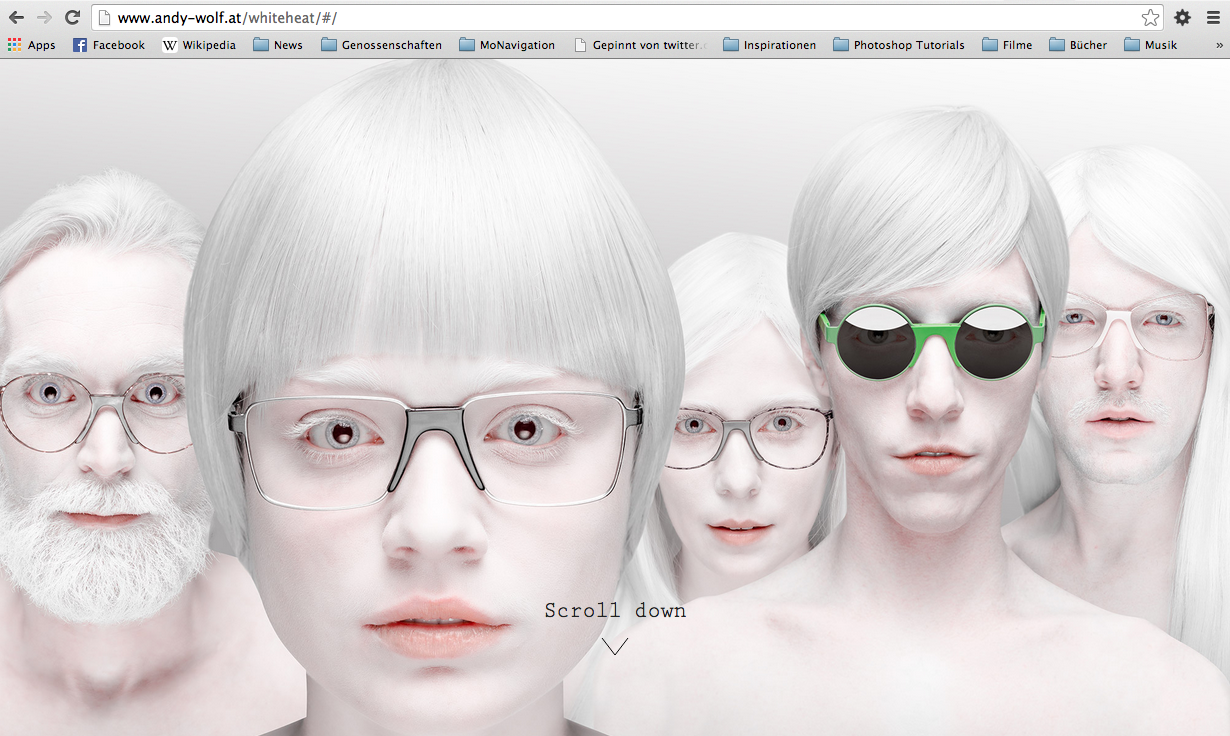 www.andy-wolf.at/whiteheat/#/
Apps Facebook W Wikipedia News Genossenschaften MoNavigation Gepinnt von twitter. Inspirationen Photoshop Tutorials Filme Bücher Musik »
Scroll down